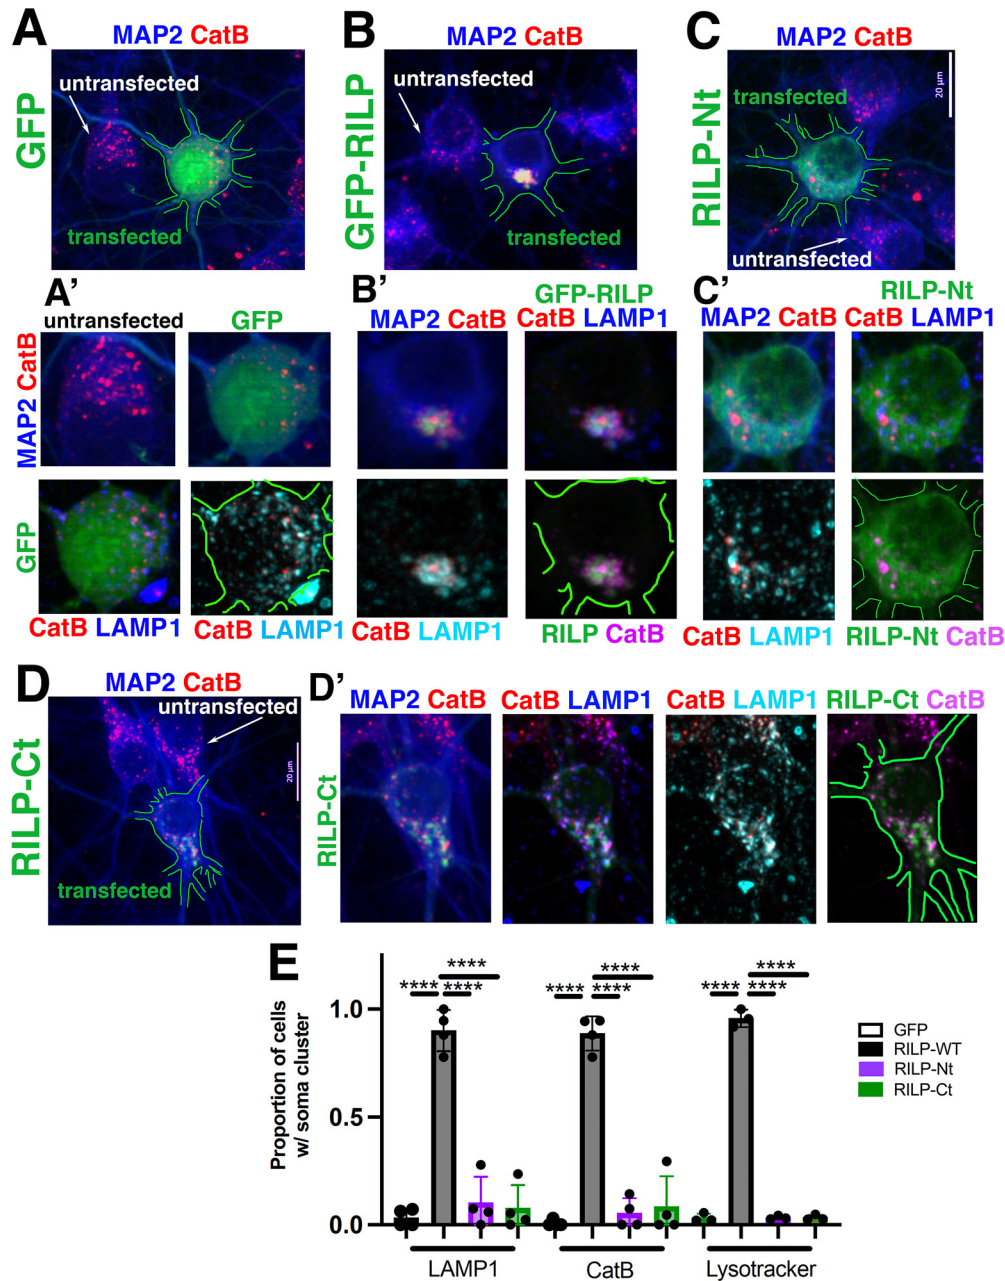 A
MAP2 CatB
GFP
untransfected
transfected
B
MAP2 CatB
GFP-RILP
untransfected
transfected
C
MAP2 CatB
RILP-Nt
transfected
20 µm
untransfected
A'
untransfected
GFP
MAP2 CatB
GFP
CatB LAMP1
CatB LAMP1
B'
GFP-RILP
MAP2 CatB
CatB LAMP1
CatB LAMP1
RILP CatB
C'
RILP-Nt
MAP2 CatB
CatB LAMP1
CatB LAMP1
RILP-Nt CatB
D
MAP2 CatB
RILP-Ct
untransfected
20 µm
transfected
D'
MAP2 CatB
CatB LAMP1
CatB LAMP1
RILP-Ct CatB
RILP-Ct
E
Proportion of cells
w/ soma cluster
1.0
0.5
0.0
****
****
****
****
****
****
****
****
****
LAMP1
CatB
Lysotracker
GFP
RILP-WT
RILP-Nt
RILP-Ct